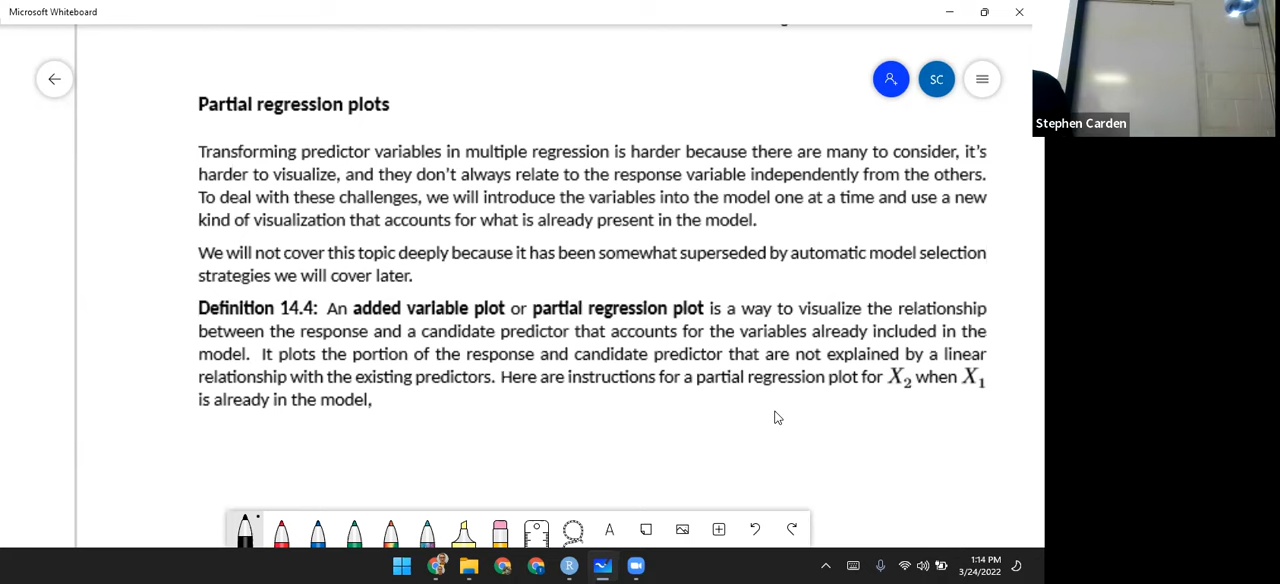 Microsoft Whiteboard
SC
Stephen Carden
Partial regression plots
Transforming predictor variables in multiple regression is harder because there are many to consider, it's
harder to visualize, and they don't always relate to the response variable independently from the others.
To deal with these challenges, we will introduce the variables into the model one at a time and use a new
kind of visualization that accounts for what is already present in the model.
We will not cover this topic deeply because it has been somewhat superseded by automatic model selection
strategies we will cover later.
Definition 14.4: An added variable plot or partial regression plot is a way to visualize the relationship
between the response and a candidate predictor that accounts for the variables already included in the
model. It plots the portion of the response and candidate predictor that are not explained by a linear
relationship with the existing predictors. Here are instructions for a partial regression plot for X₂ when X₁
is already in the model,
A
R
1:14 PM
3/24/2022